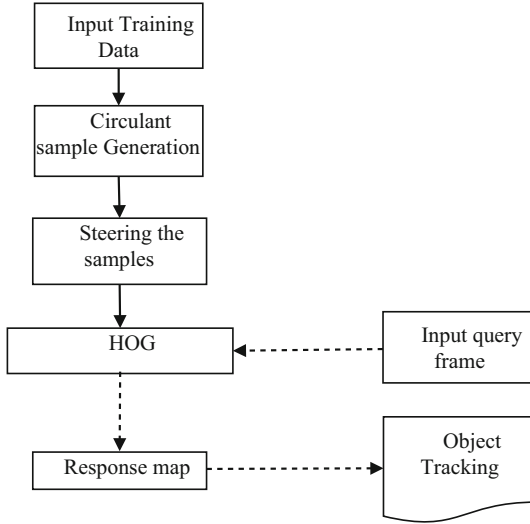 Input Training
Data
Circulant
sample Generation
Steering the
samples
HOG
Input query
frame
Response map
Object
Tracking